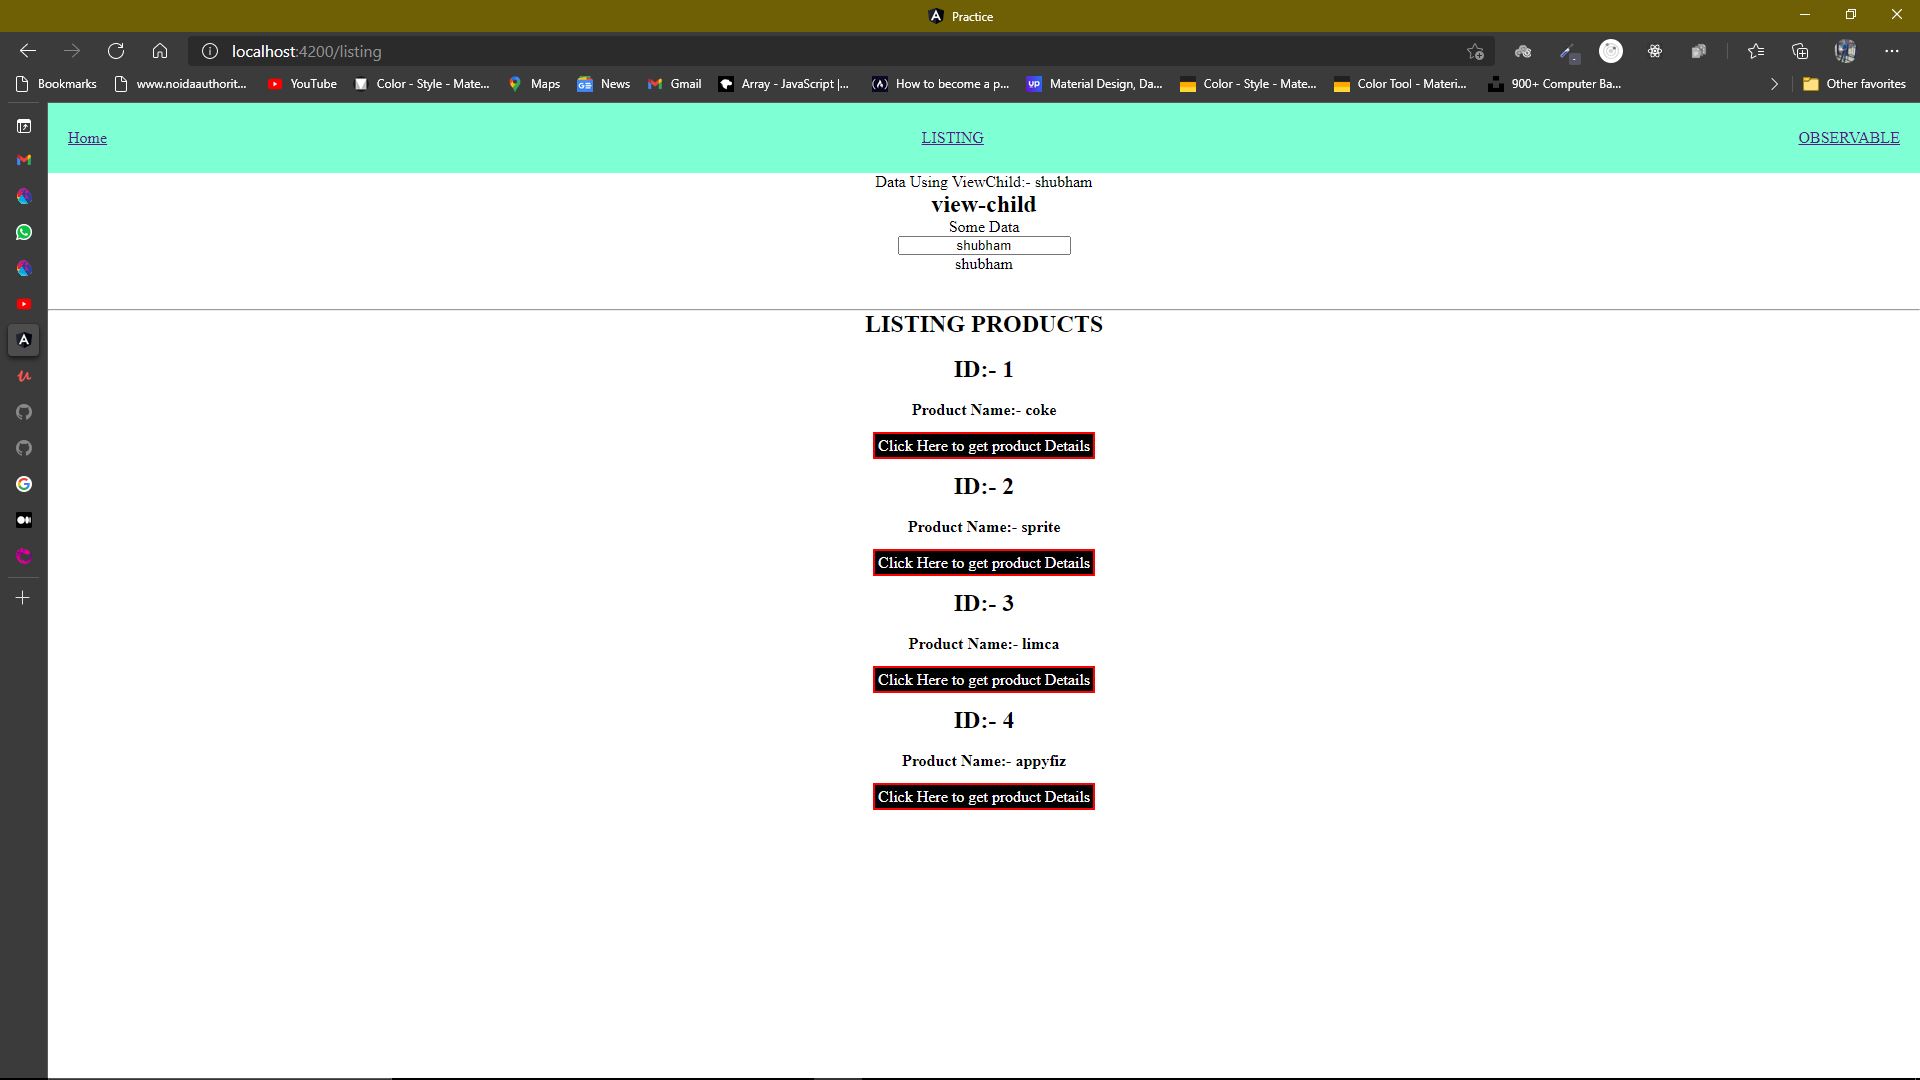 Practice
localhost:4200/listing
Bookmarks www.noidaauthorit... YouTube Color - Style - Mate... Maps News Gmail Array - JavaScript |... How to become a p... Material Design, Da... Color - Style - Mate... Color Tool - Materi... 900+ Computer Ba... Other favorites
Home LISTING OBSERVABLE
Data Using ViewChild:- shubham
view-child
Some Data
shubham
shubham
LISTING PRODUCTS
ID:- 1
Product Name:- coke
Click Here to get product Details
ID:- 2
Product Name:- sprite
Click Here to get product Details
ID:- 3
Product Name:- limca
Click Here to get product Details
ID:- 4
Product Name:- appyfiz
Click Here to get product Details